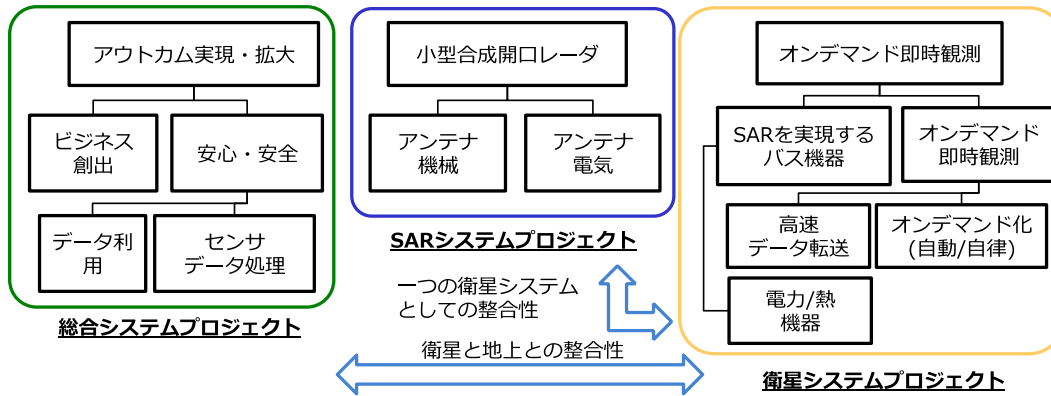 アウトカム実現・拡大
ビジネス
創出
安心・安全
データ利
用
センサ
データ処理
総合システムプロジェクト
小型合成開口レーダ
アンテナ
機械
アンテナ
電気
SARシステムプロジェクト
一つの衛星システム
としての整合性
衛星と地上との整合性
オンデマンド即時観測
SARを実現する
バス機器
オンデマンド
即時観測
高速
データ転送
オンデマンド化
(自動/自律)
電力/熱
機器
衛星システムプロジェクト